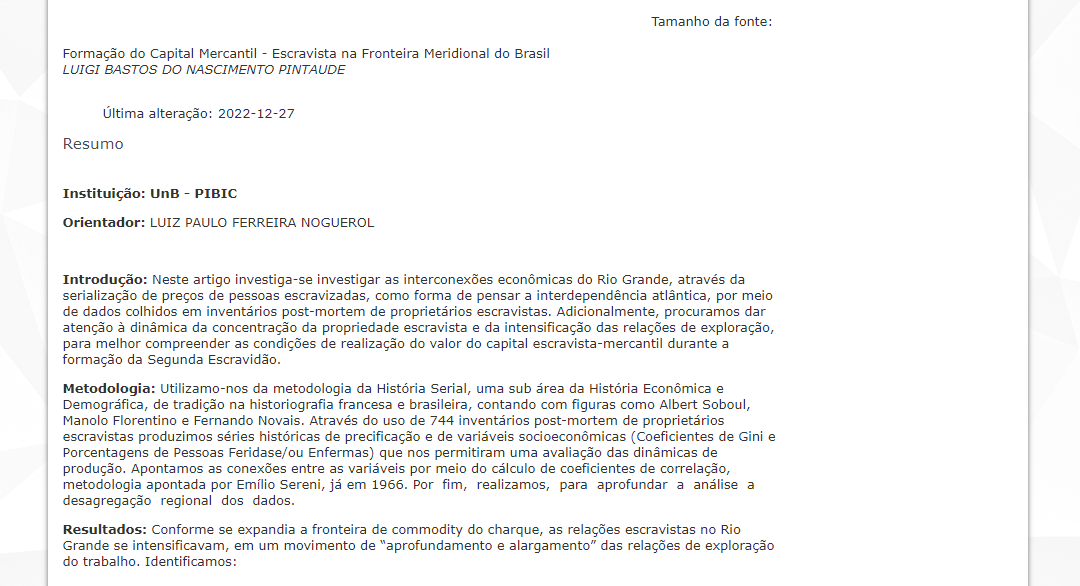 Tamanho da fonte:
Formação do Capital Mercantil - Escravista na Fronteira Meridional do Brasil
LUIGI BASTOS DO NASCIMENTO PINTAUDE
Última alteração: 2022-12-27
Resumo
Instituição: UnB - PIBIC
Orientador: LUIZ PAULO FERREIRA NOGUEROL
Introdução: Neste artigo investiga-se investigar as interconexões econômicas do Rio Grande, através da
serialização de preços de pessoas escravizadas, como forma de pensar a interdependência atlântica, por meio
de dados colhidos em inventários post-mortem de proprietários escravistas. Adicionalmente, procuramos dar
atenção à dinâmica da concentração da propriedade escravista e da intensificação das relações de exploração,
para melhor compreender as condições de realização do valor do capital escravista-mercantil durante a
formação da Segunda Escravidão.
Metodologia: Utilizamo-nos da metodologia da História Serial, uma sub área da História Econômica e
Demográfica, de tradição na historiografia francesa e brasileira, contando com figuras como Albert Soboul,
Manolo Florentino e Fernando Novais. Através do uso de 744 inventários post-mortem de proprietários
escravistas produzimos séries históricas de precificação e de variáveis socioeconômicas (Coeficientes de Gini e
Porcentagens de Pessoas Feridase/ou Enfermas) que nos permitiram uma avaliação das dinâmicas de
produção. Apontamos as conexões entre as variáveis por meio do cálculo de coeficientes de correlação,
metodologia apontada por Emílio Sereni, já em 1966. Por fim, realizamos, para aprofundar a análise a
desagregação regional dos dados.
Resultados: Conforme se expandia a fronteira de commodity do charque, as relações escravistas no Rio
Grande se intensificavam, em um movimento de “aprofundamento e alargamento” das relações de exploração
do trabalho. Identificamos: